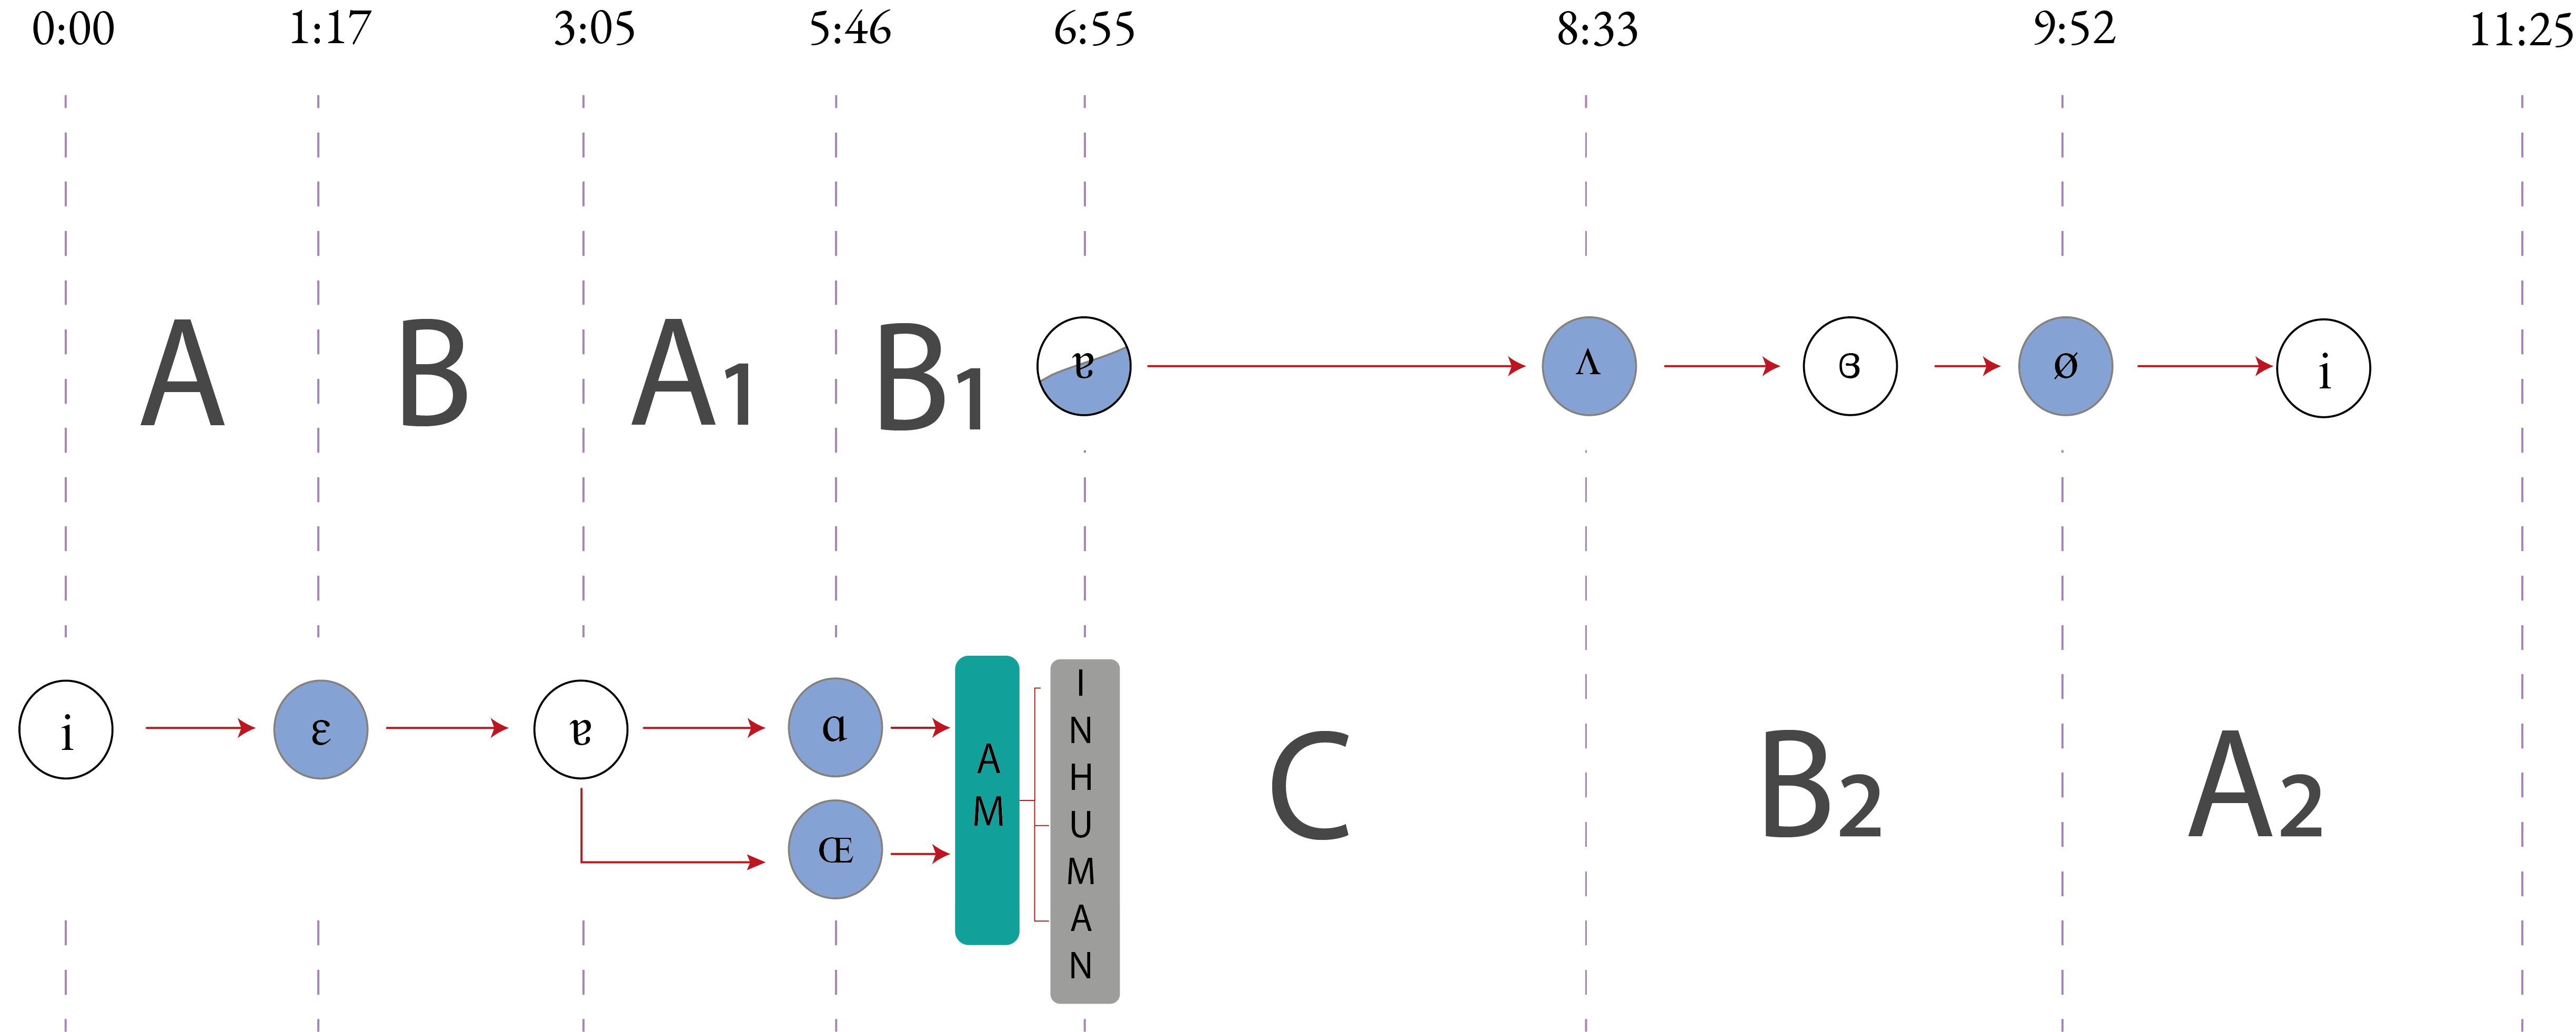 0:00 1:17 3:05 5:46 6:55 8:33 9:52 11:25
A B A1 B1 ɐ ʌ ɞ ø i
i ɛ ɐ ɑ ɶ
AM
INHUMAN
C B2 A2